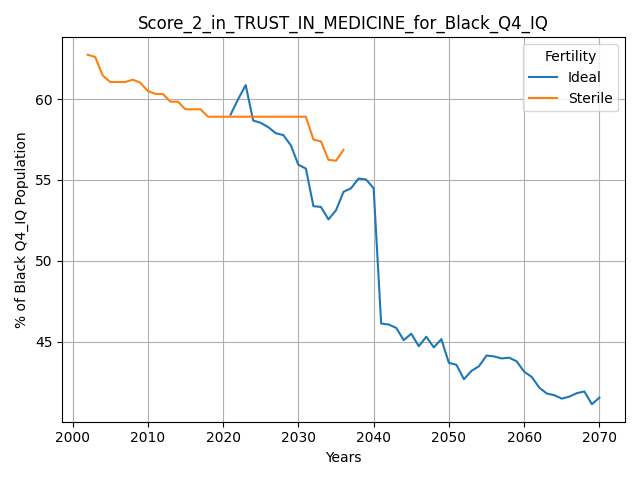 Score_2_in_TRUST_IN_MEDICINE_for_Black_Q4_IQ
Fertility
Ideal
Sterile
% of Black Q4_IQ Population
60
55
50
45
2000 2010 2020 2030 2040 2050 2060 2070
Years